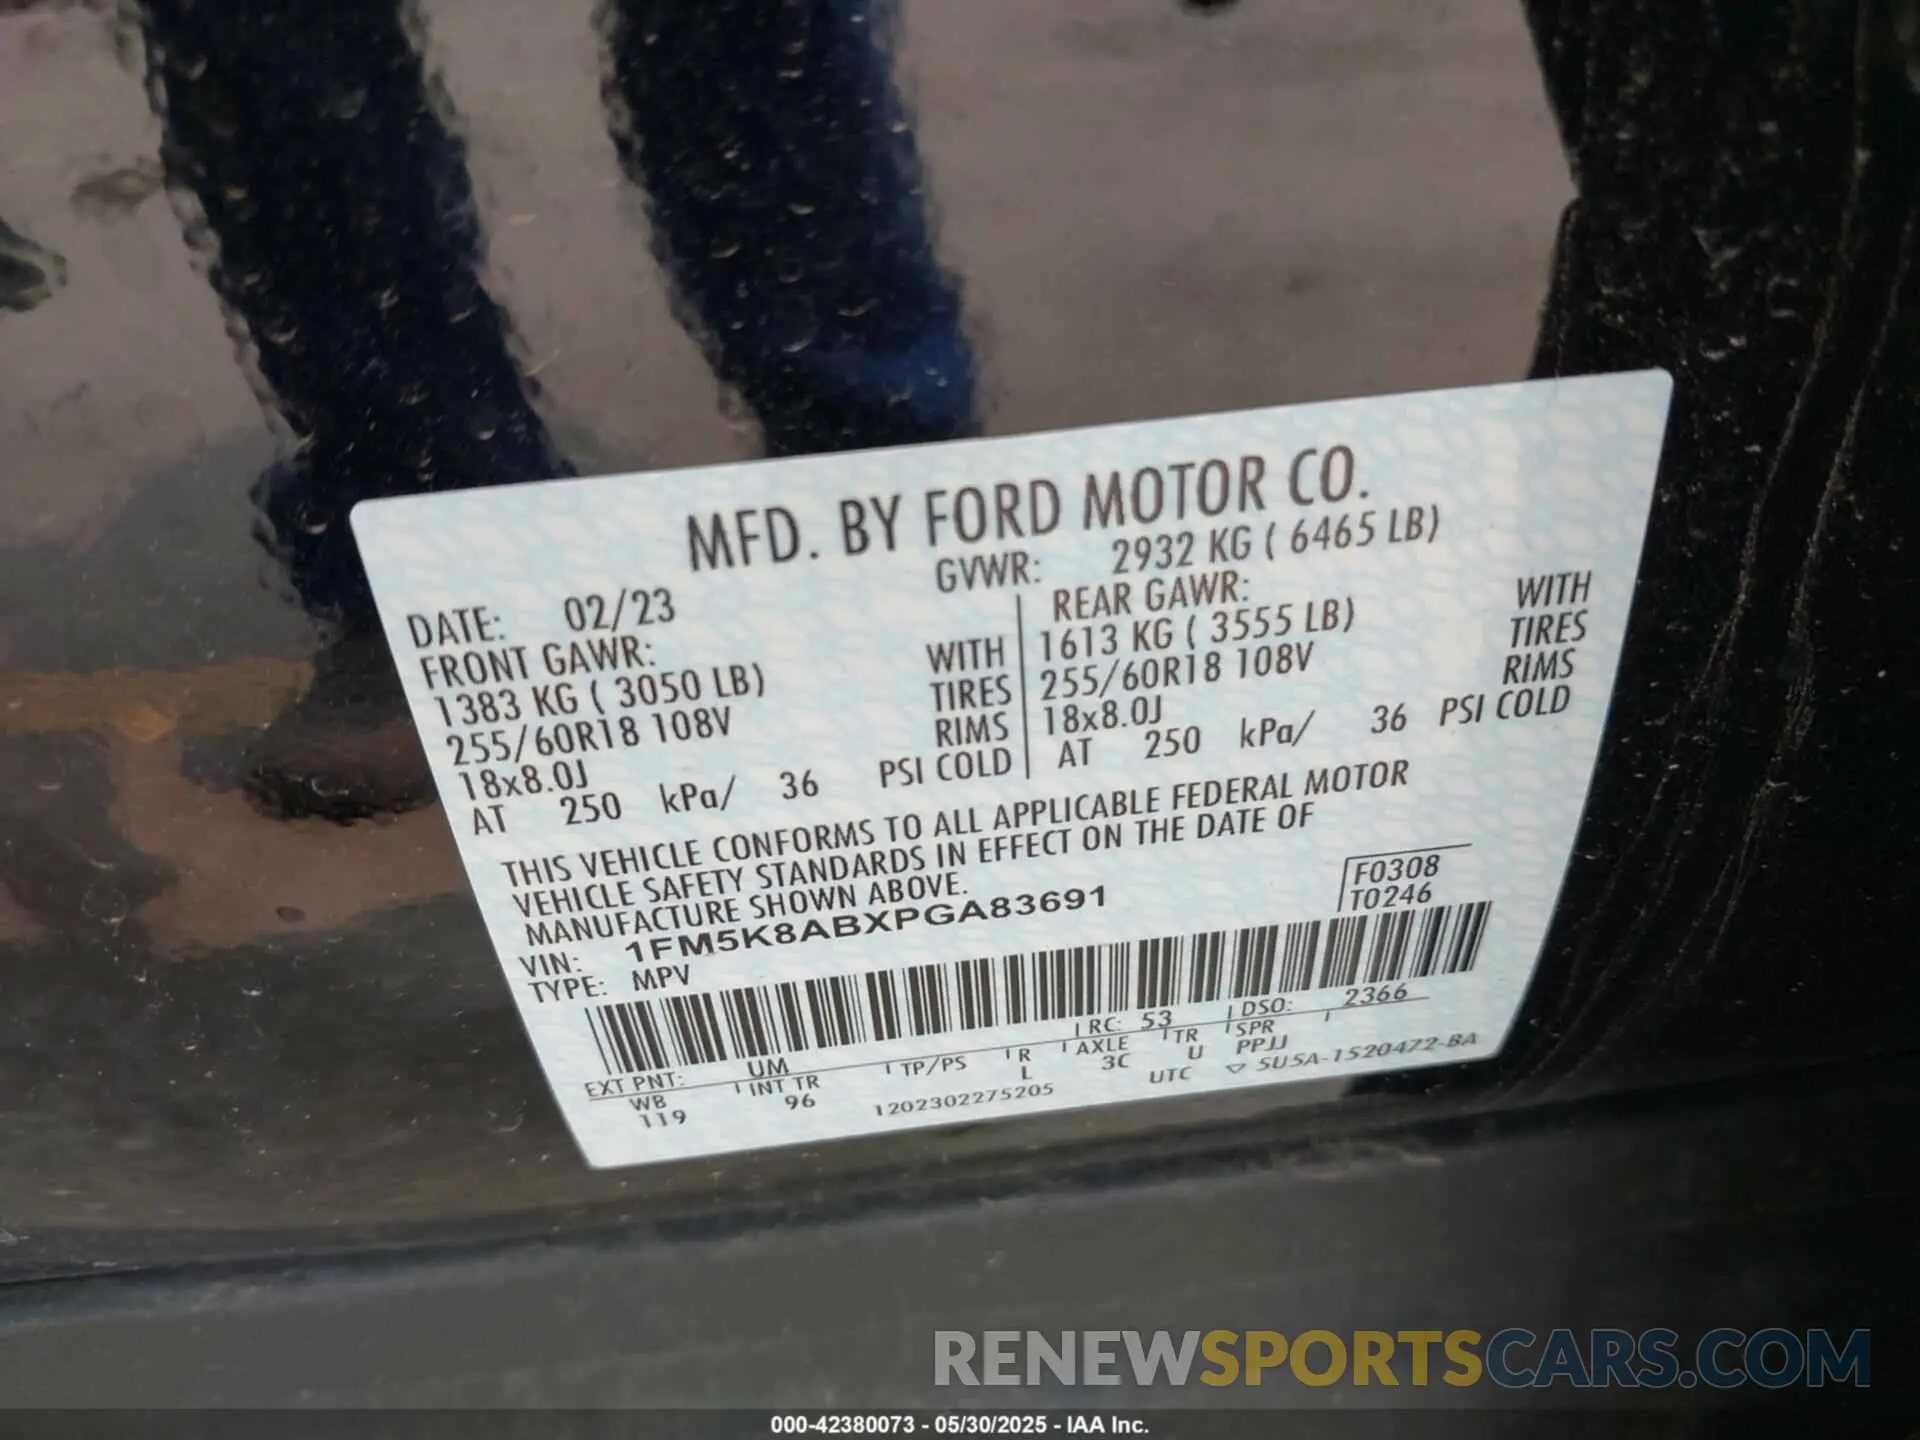 MFD. BY FORD MOTOR CO.
DATE: 02/23 GVWR: 2932 KG ( 6465 LB)
FRONT GAWR: REAR GAWR:
1383 KG ( 3050 LB) WITH 1613 KG ( 3555 LB) WITH
255/60R18 108V TIRES 255/60R18 108V TIRES
18x8.0J RIMS 18x8.0J RIMS
AT 250 kPa/ 36 PSI COLD AT 250 kPa/ 36 PSI COLD
THIS VEHICLE CONFORMS TO ALL APPLICABLE FEDERAL MOTOR
VEHICLE SAFETY STANDARDS IN EFFECT ON THE DATE OF
MANUFACTURE SHOWN ABOVE.
F0308
VIN: 1FM5K8ABXPGA83691 T0246
TYPE: MPV
EXT PNT: UM RC: 53 DSO: 2366
WB INT TR TP/PS R AXLE TR SPR
119 96 L 3C U PPJJ
1202302275205 UTC ▽ SU5A-1520472-BA
RENEWSPORTSCARS.COM
000-42380073 - 05/30/2025 - IAA Inc.